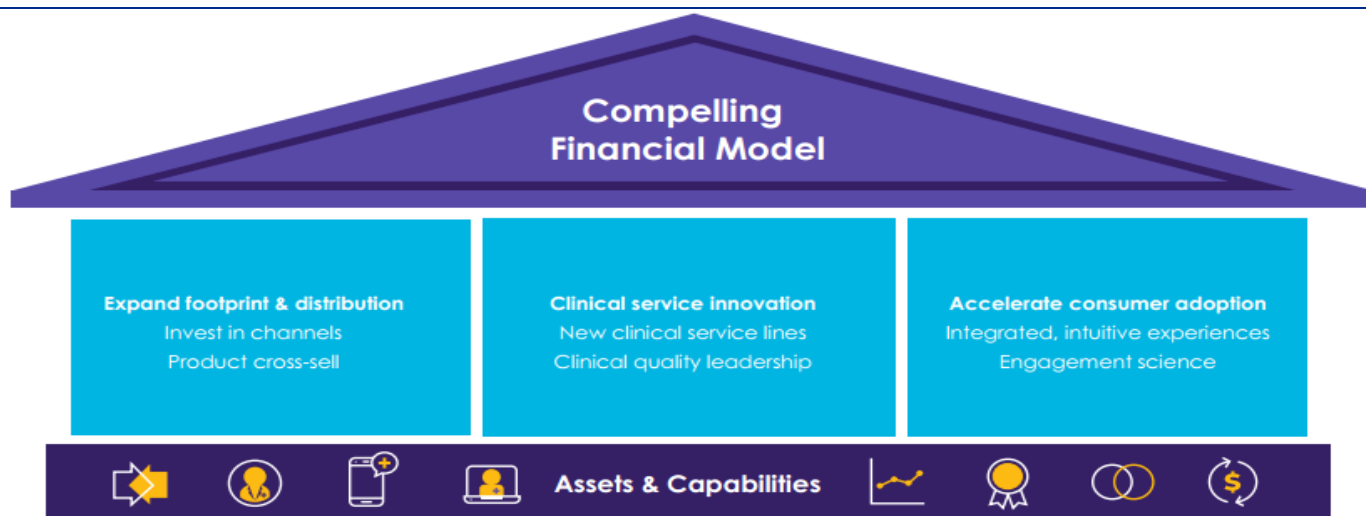 Compelling
Financial Model
Expand footprint & distribution
Invest in channels
Product cross-sell
Clinical service innovation
New clinical service lines
Clinical quality leadership
Accelerate consumer adoption
Integrated, intuitive experiences
Engagement science
Assets & Capabilities
$